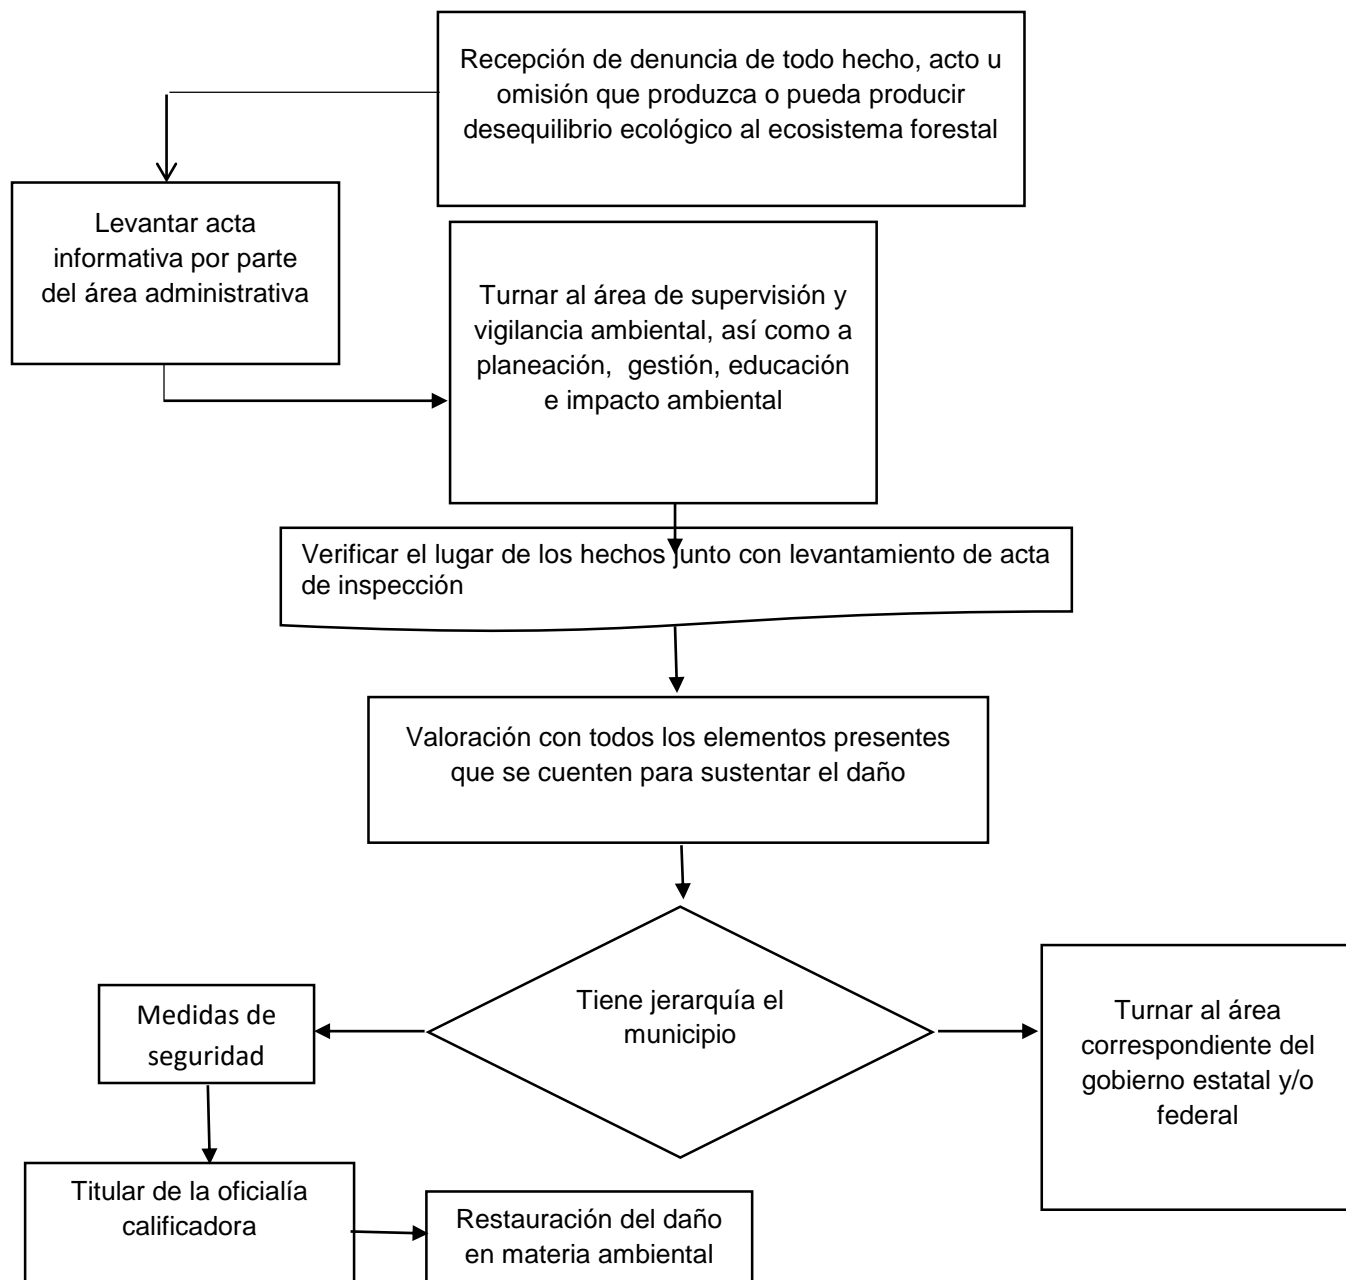 Recepción de denuncia de todo hecho, acto u
omisión que produzca o pueda producir
desequilibrio ecológico al ecosistema forestal
Levantar acta
informativa por parte
del área administrativa
Turnar al área de supervisión y
vigilancia ambiental, así como a
planeación, gestión, educación
e impacto ambiental
Verificar el lugar de los hechos junto con levantamiento de acta
de inspección
Valoración con todos los elementos presentes
que se cuenten para sustentar el daño
Tiene jerarquía el
municipio
Medidas de
seguridad
Turnar al área
correspondiente del
gobierno estatal y/o
federal
Titular de la oficialía
calificadora
Restauración del daño
en materia ambiental